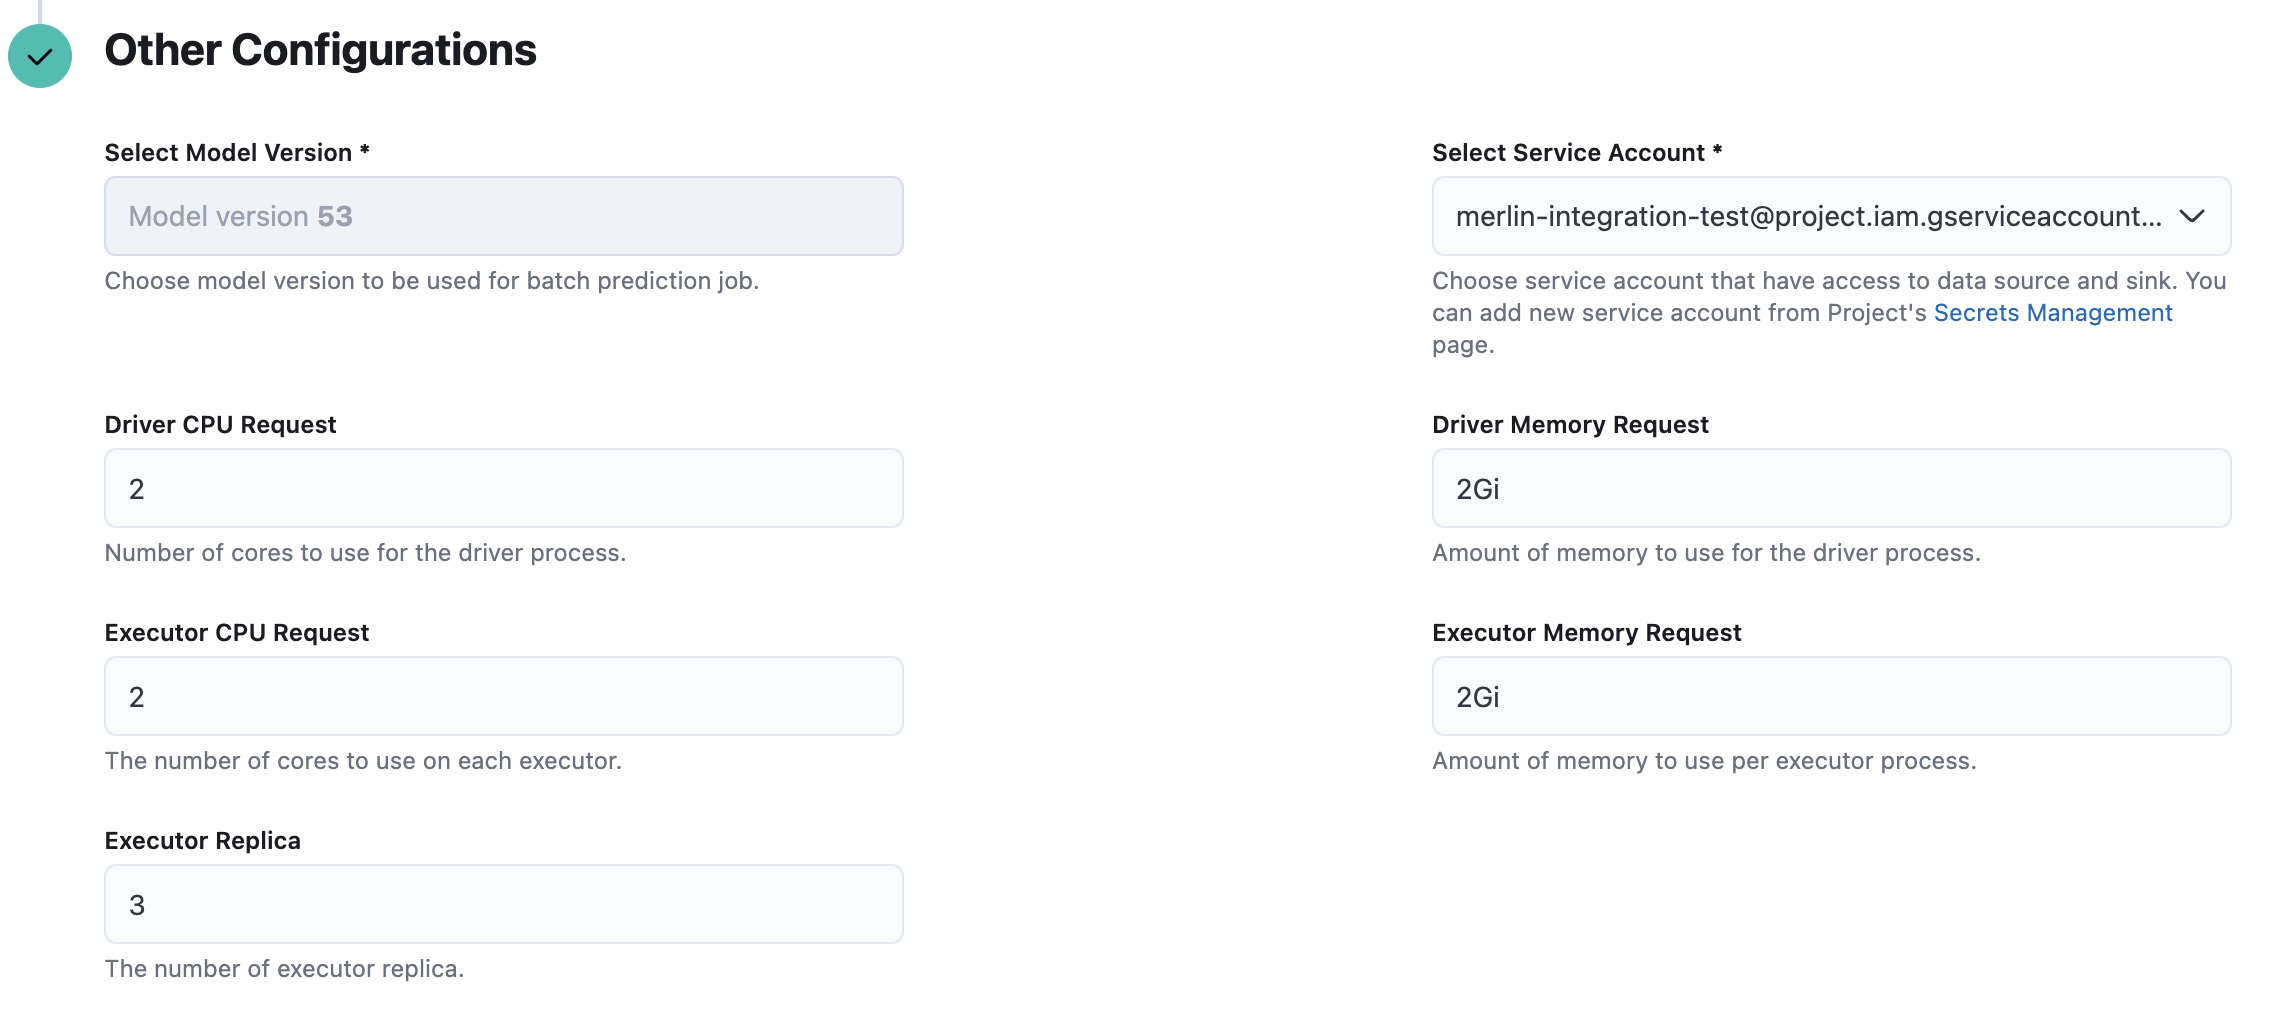 Other Configurations
Select Model Version *
Model version 53
Choose model version to be used for batch prediction job.
Select Service Account *
merlin-integration-test@project.iam.gserviceaccount...
Choose service account that have access to data source and sink. You
can add new service account from Project's Secrets Management
page.
Driver CPU Request
2
Number of cores to use for the driver process.
Driver Memory Request
2Gi
Amount of memory to use for the driver process.
Executor CPU Request
2
The number of cores to use on each executor.
Executor Memory Request
2Gi
Amount of memory to use per executor process.
Executor Replica
3
The number of executor replica.